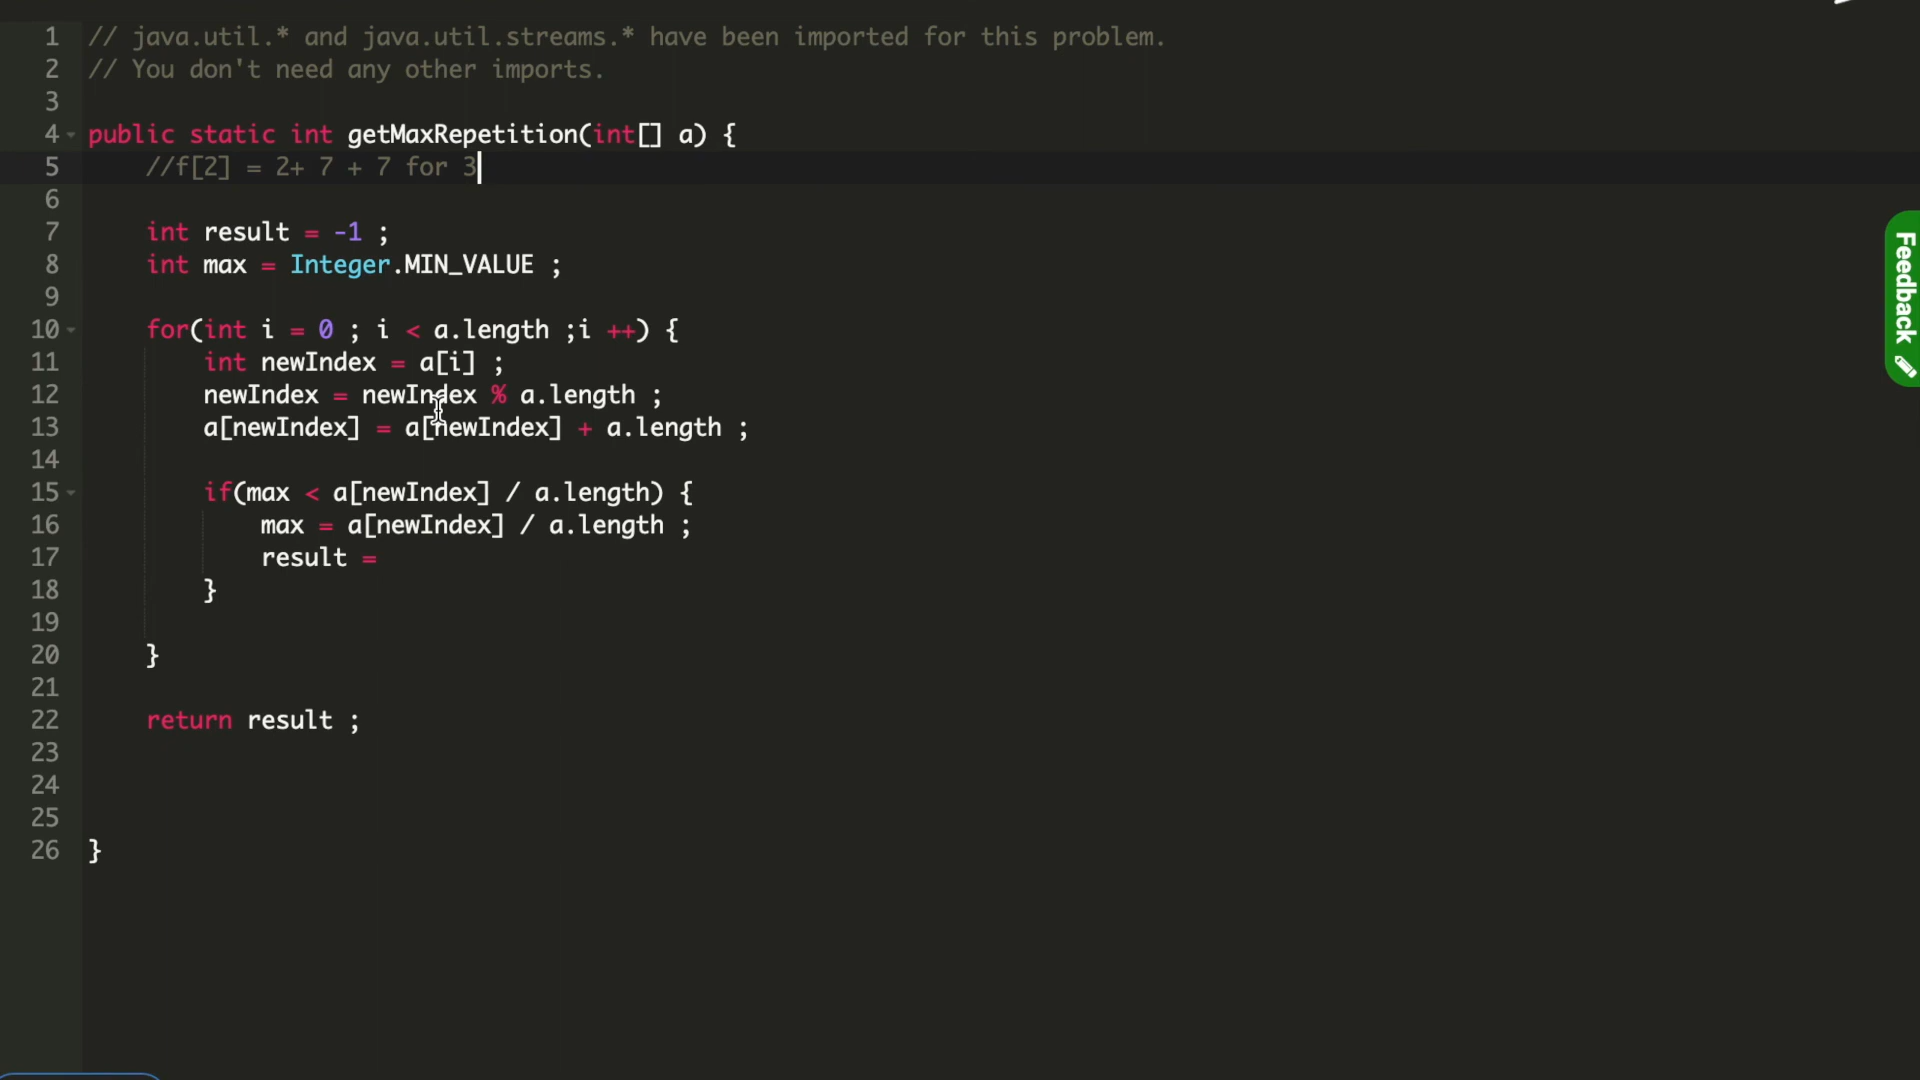 1 // java.util.* and java.util.streams.* have been imported for this problem.
2 // You don't need any other imports.
3
4 public static int getMaxRepetition(int[] a) {
5 //f[2] = 2+ 7 + 7 for 3
6
7 int result = -1 ;
8 int max = Integer.MIN_VALUE ;
9
10 for(int i = 0 ; i < a.length ;i ++) {
11 int newIndex = a[i] ;
12 newIndex = newIndex % a.length ;
13 a[newIndex] = a[newIndex] + a.length ;
14
15 if(max < a[newIndex] / a.length) {
16 max = a[newIndex] / a.length ;
17 result =
18 }
19
20 }
21
22 return result ;
23
24
25
26 }
Feedback